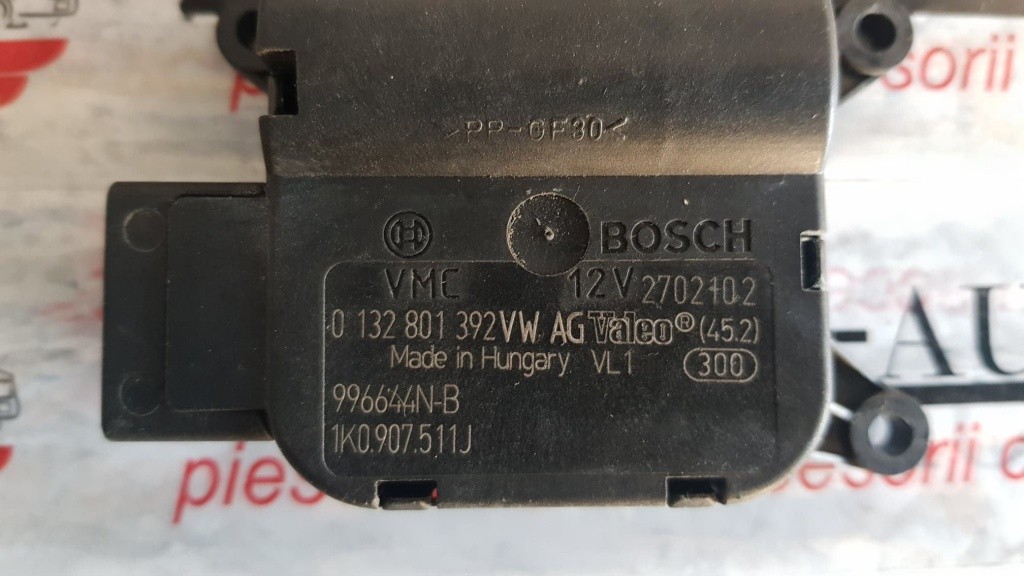 >PP-GF30<
BOSCH
VMC 12V 2702102
0 132 801 392 VW AG Valeo® (45.2)
Made in Hungary VL1 300
996644N-B
1K0.907.511J